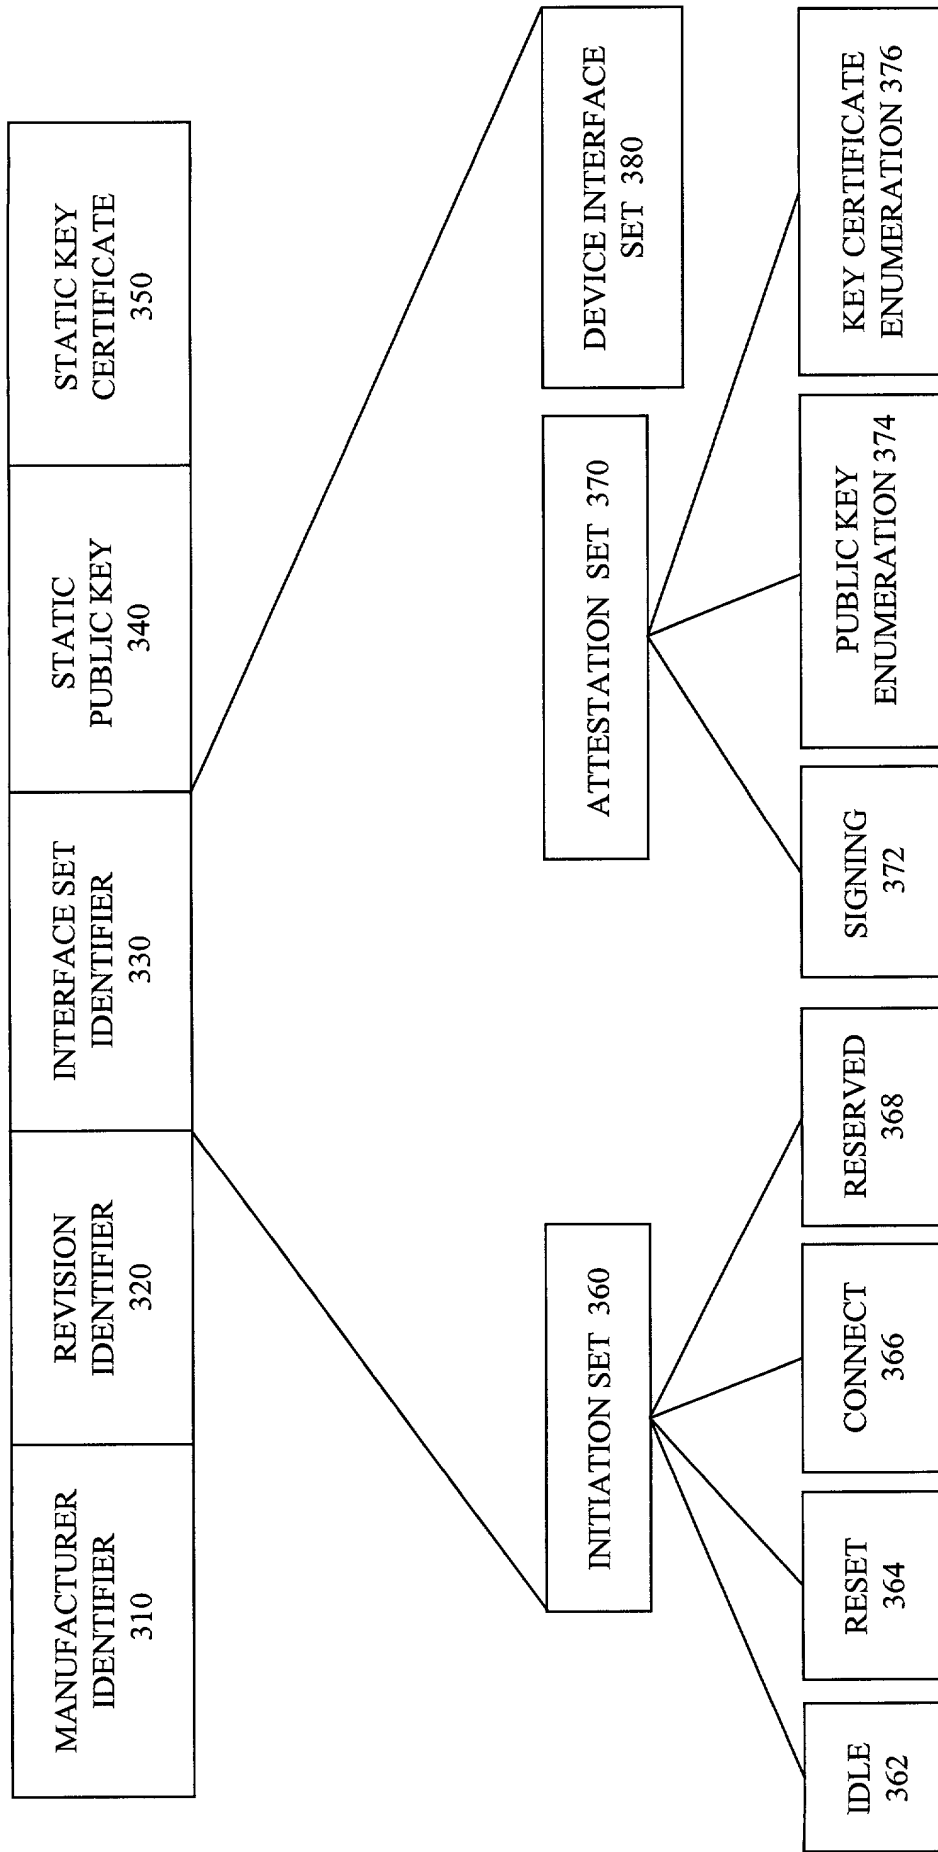 MANUFACTURER
IDENTIFIER
310
REVISION
IDENTIFIER
320
INTERFACE SET
IDENTIFIER
330
STATIC
PUBLIC KEY
340
STATIC KEY
CERTIFICATE
350
INITIATION SET 360
ATTESTATION SET 370
DEVICE INTERFACE
SET 380
IDLE
362
RESET
364
CONNECT
366
RESERVED
368
SIGNING
372
PUBLIC KEY
ENUMERATION 374
KEY CERTIFICATE
ENUMERATION 376